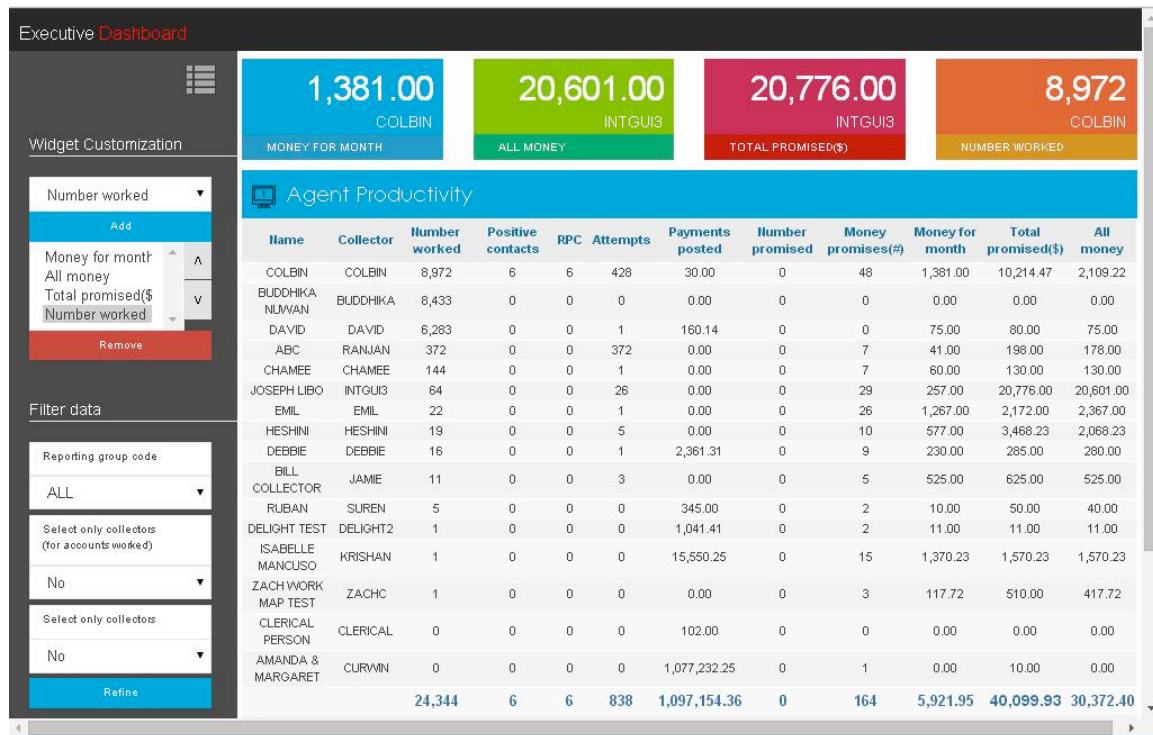 Executive Dashboard
Widget Customization
Number worked
Add
Money for month
All money
Total promised($
Number worked
Remove
Filter data
Reporting group code
ALL
Select only collectors
(for accounts worked)
No
Select only collectors
No
Refine
1,381.00
COLBIN
MONEY FOR MONTH
20,601.00
INTGUI3
ALL MONEY
20,776.00
INTGUI3
TOTAL PROMISED($)
8,972
COLBIN
NUMBER WORKED
Agent Productivity
Name Collector Number worked Positive contacts RPC Attempts Payments posted Number promised Money promises(#) Money for month Total promised($) All money
COLBIN COLBIN 8,972 6 6 428 30.00 0 48 1,381.00 10,214.47 2,109.22
BUDDHIKA NUWAN BUDDHIKA 8,433 0 0 0 0.00 0 0 0.00 0.00 0.00
DAVID DAVID 6,283 0 0 1 160.14 0 0 75.00 80.00 75.00
ABC RANJAN 372 0 0 372 0.00 0 7 41.00 198.00 178.00
CHAMEE CHAMEE 144 0 0 1 0.00 0 7 60.00 130.00 130.00
JOSEPH LIBO INTGUI3 64 0 0 26 0.00 0 29 257.00 20,776.00 20,601.00
EMIL EMIL 22 0 0 1 0.00 0 26 1,267.00 2,172.00 2,367.00
HESHINI HESHINI 19 0 0 5 0.00 0 10 577.00 3,468.23 2,068.23
DEBBIE DEBBIE 16 0 0 1 2,361.31 0 9 230.00 285.00 280.00
BILL COLLECTOR JAMIE 11 0 0 3 0.00 0 5 525.00 625.00 525.00
RUBAN SUREN 5 0 0 0 345.00 0 2 10.00 50.00 40.00
DELIGHT TEST DELIGHT2 1 0 0 0 1,041.41 0 2 11.00 11.00 11.00
ISABELLE MANCUSO KRISHAN 1 0 0 0 15,550.25 0 15 1,370.23 1,570.23 1,570.23
ZACH WORK MAP TEST ZACHC 1 0 0 0 0.00 0 3 117.72 510.00 417.72
CLERICAL PERSON CLERICAL 0 0 0 0 102.00 0 0 0.00 0.00 0.00
AMANDA & MARGARET CURWIN 0 0 0 0 1,077,232.25 0 1 0.00 10.00 0.00
24,344 6 6 838 1,097,154.36 0 164 5,921.95 40,099.93 30,372.40